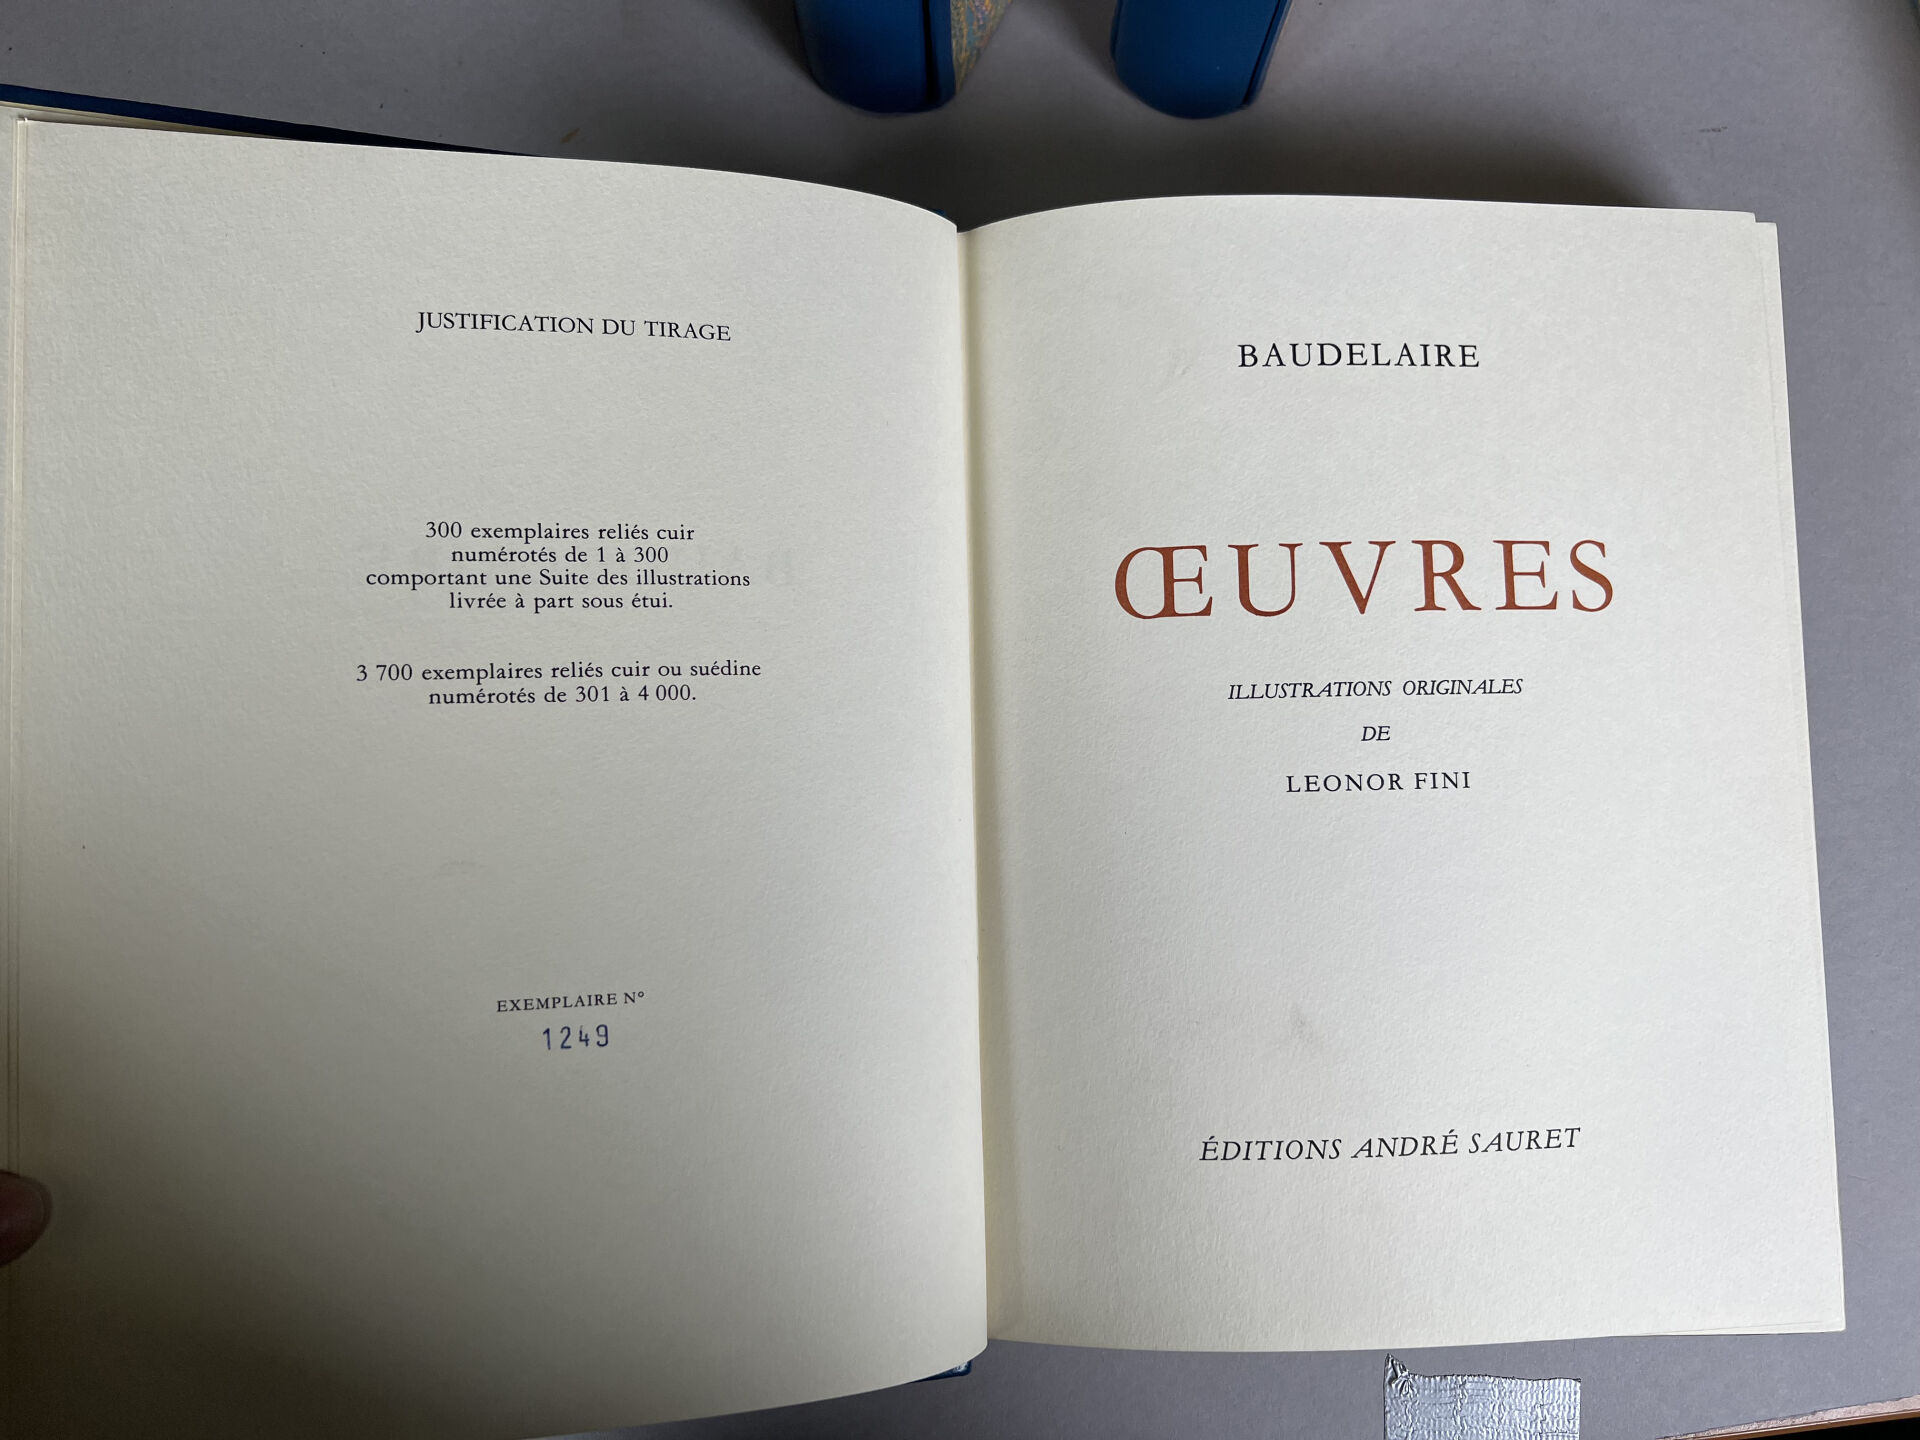 JUSTIFICATION DU TIRAGE
300 exemplaires reliés cuir
numérotés de 1 à 300
comportant une Suite des illustrations
livrée à part sous étui.
3 700 exemplaires reliés cuir ou suédine
numérotés de 301 à 4 000.
EXEMPLAIRE N°
1249
BAUDELAIRE
ŒUVRES
ILLUSTRATIONS ORIGINALES
DE
LEONOR FINI
ÉDITIONS ANDRÉ SAURET